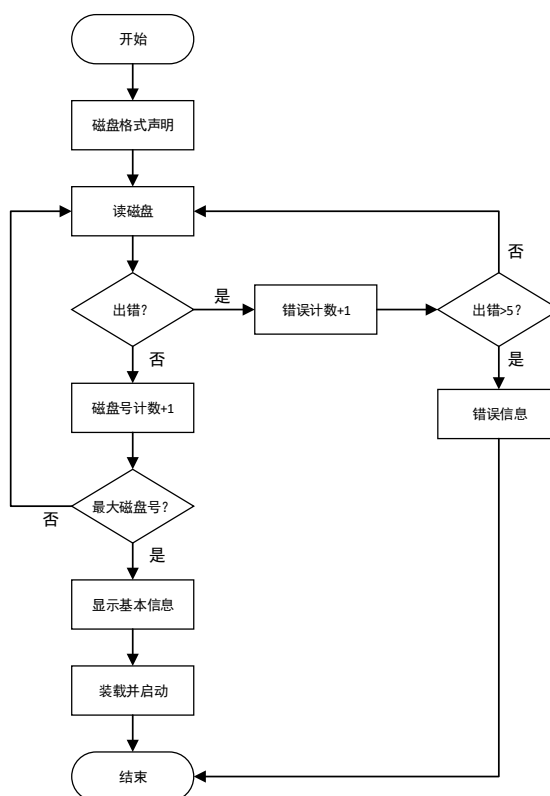 开始
磁盘格式声明
读磁盘
否
出错?
是
错误计数+1
出错>5?
否
是
磁盘号计数+1
错误信息
最大磁盘号?
否
是
显示基本信息
装载并启动
结束